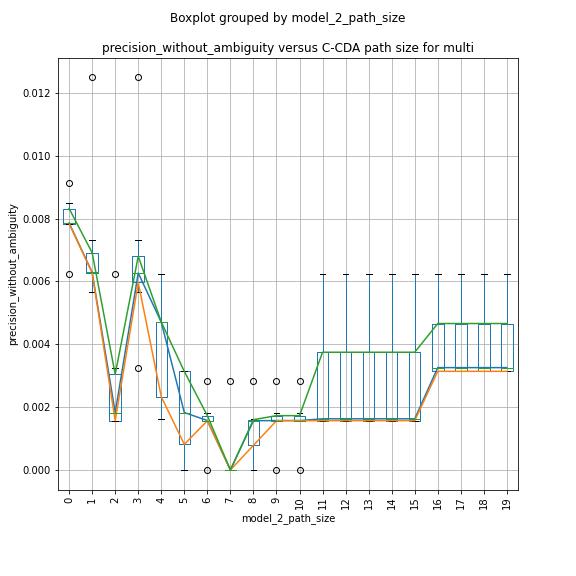 Boxplot grouped by model_2_path_size
precision_without_ambiguity versus C-CDA path size for multi
precision_without_ambiguity
0.012
0.010
0.008
0.006
0.004
0.002
0.000
0 1 2 3 4 5 6 7 8 9 10 11 12 13 14 15 16 17 18 19
model_2_path_size